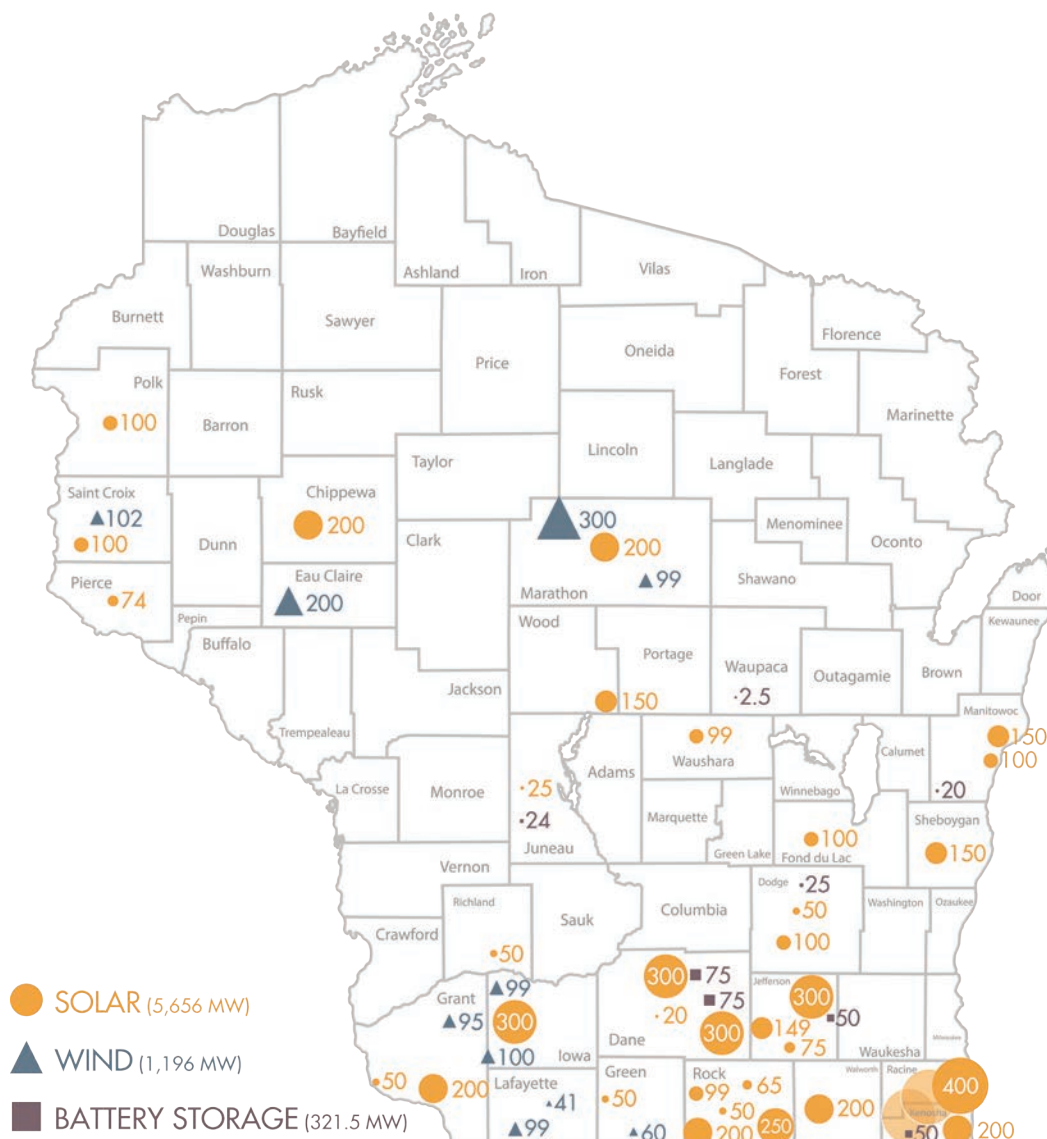 Douglas
Bayfield
Ashland
Iron
Vilas
Washburn
Burnett
Sawyer
Price
Oneida
Florence
Forest
Marinette
Polk
100
Barron
Rusk
Lincoln
Langlade
Taylor
Saint Croix
102
100
Dunn
Chippewa
200
Clark
300
200
99
Marathon
Menominee
Oconto
Shawano
Pierce
74
Eau Claire
200
Pepin
Buffalo
Door
Kewaunee
Wood
Portage
150
Waupaca
2.5
Outagamie
Brown
Jackson
Trempealeau
Manitowoc
150
100
20
99
Waushara
Calumet
Adams
25
24
Juneau
La Crosse
Monroe
Winnebago
Marquette
Green Lake
100
Fond du Lac
Sheboygan
150
Vernon
Dodge
25
50
100
Washington
Ozaukee
Richland
50
Sauk
Columbia
Crawford
300
75
75
20
300
Dane
Jefferson
300
50
149
75
Waukesha
Milwaukee
Grant
95
99
300
100
Iowa
50
200
Lafayette
41
99
Green
50
60
Rock
99
65
50
200
250
Walworth
200
Racine
400
Kenosha
50
200
SOLAR (5,656 MW)
WIND (1,196 MW)
BATTERY STORAGE (321.5 MW)